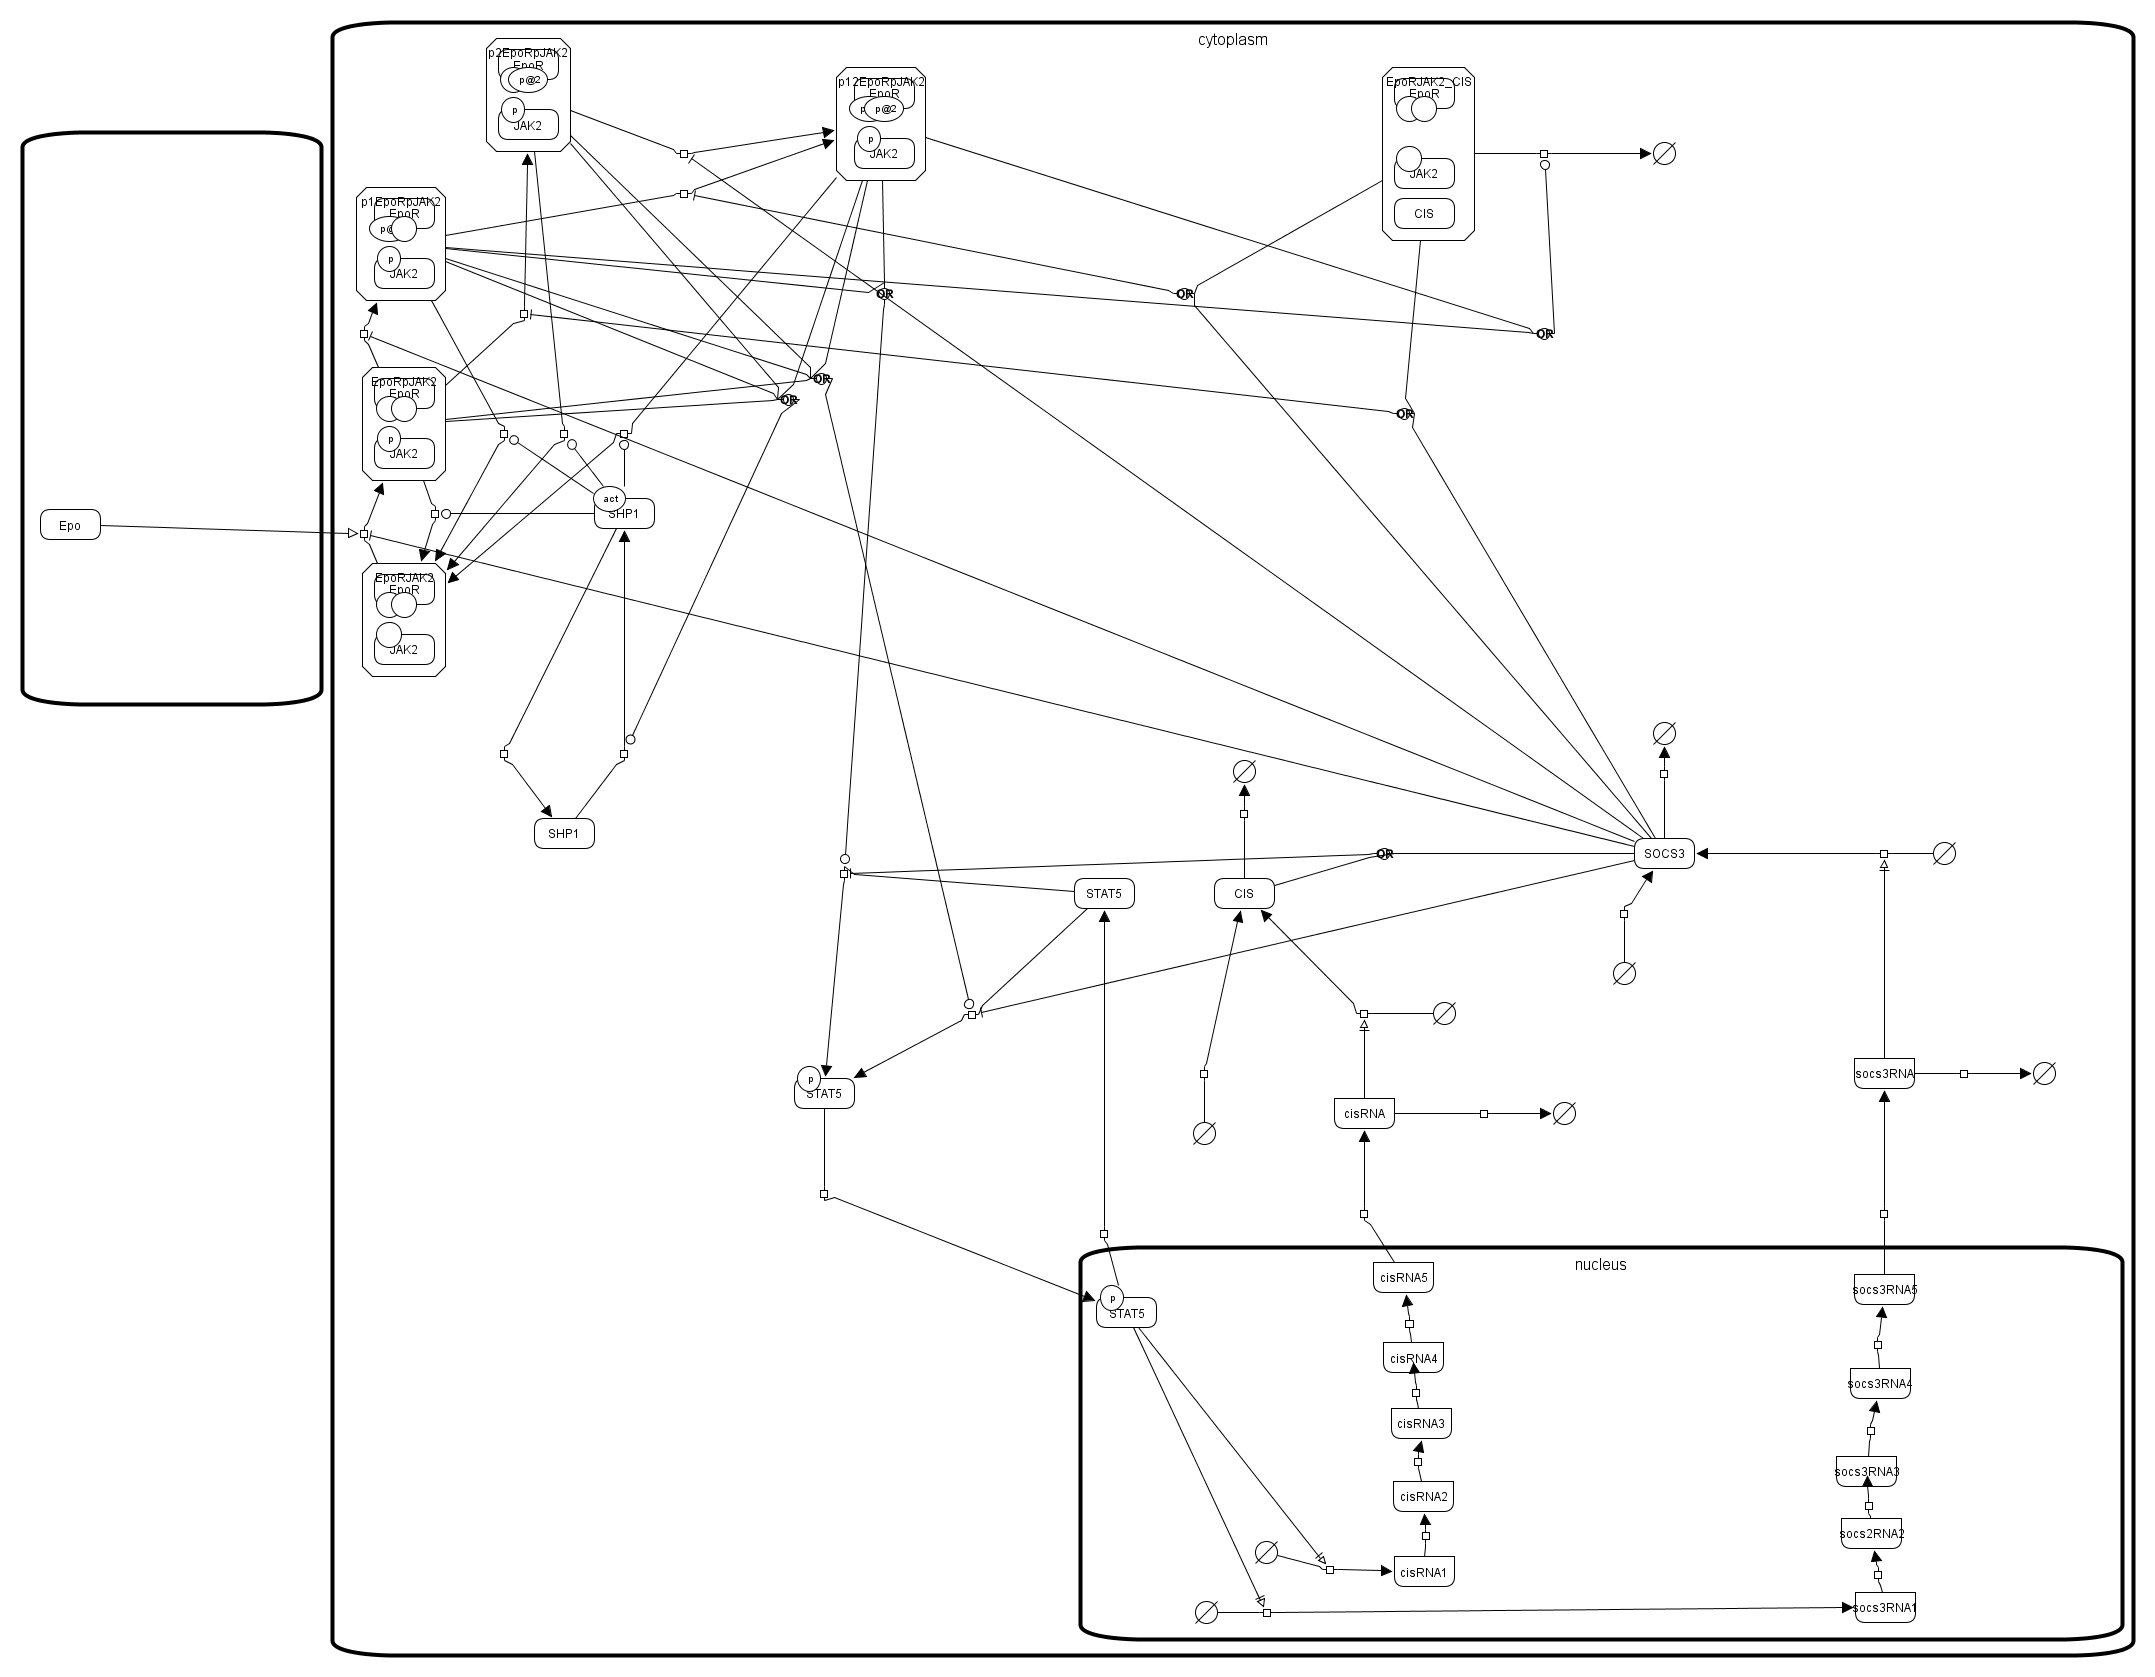 cytoplasm
p2EpoRpJAK2
EpoR
p@2
p
JAK2
p12EpoRpJAK2
EpoR
p
p@2
p
JAK2
EpoRJAK2_CIS
EpoR
JAK2
CIS
p1EpoRpJAK2
EpoR
p@
p
JAK2
OR
OR
OR
EpoRpJAK2
EpoR
p
JAK2
OR
OR
OR
act
SHP1
Epo
EpoRJAK2
EpoR
JAK2
SHP1
OR
SOCS3
STAT5
CIS
p
STAT5
socs3RNA
cisRNA
nucleus
cisRNA5
socs3RNA5
p
STAT5
cisRNA4
socs3RNA4
cisRNA3
socs3RNA3
cisRNA2
socs2RNA2
cisRNA1
socs3RNA1